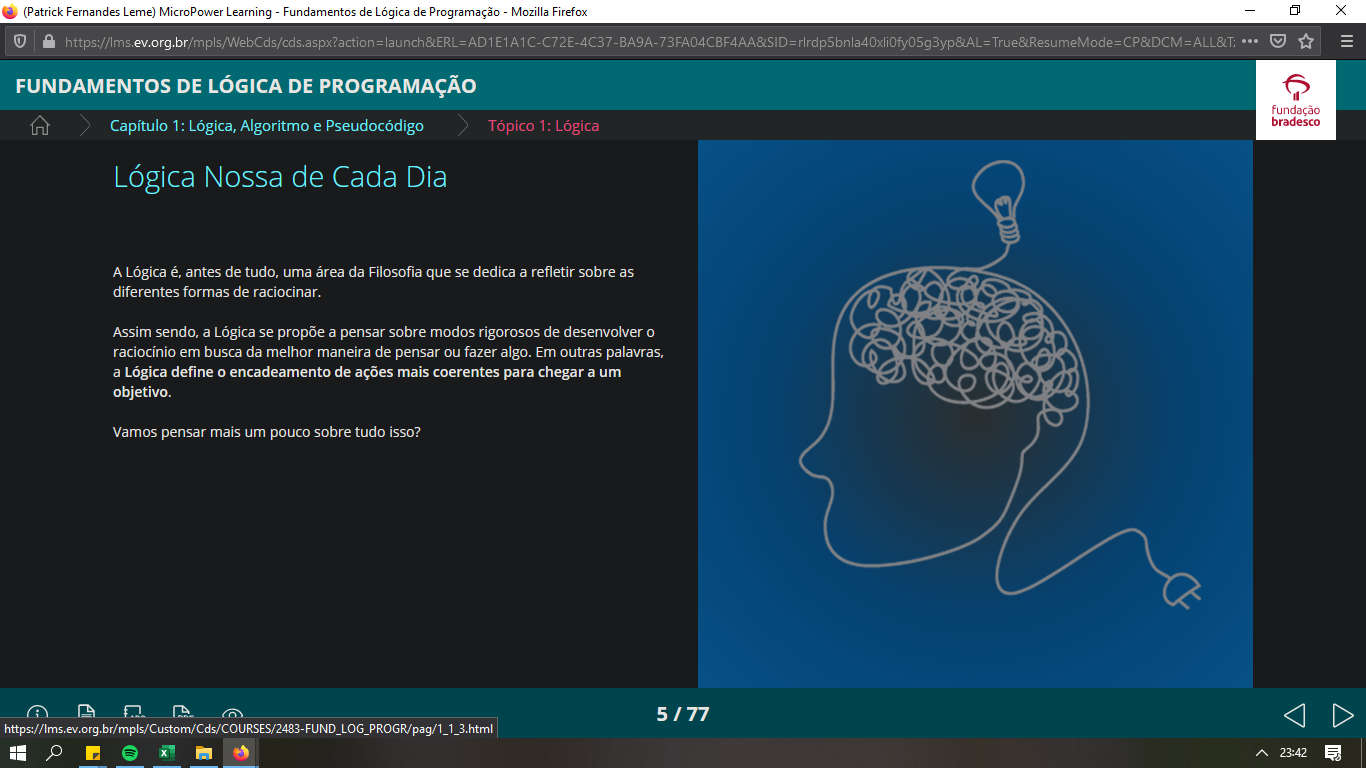 (Patrick Fernandes Leme) MicroPower Learning - Fundamentos de Lógica de Programação - Mozilla Firefox
https://lms.ev.org.br/mpls/WebCds/cds.aspx?action=launch&ERL=AD1E1A1C-C72E-4C37-BA9A-73FA04CBF4AA&SID=rlrdp5bnla40xli0fy05g3yp&AL=True&ResumeMode=CP&DCM=ALL&T
FUNDAMENTOS DE LÓGICA DE PROGRAMAÇÃO
fundação
bradesco
Capítulo 1: Lógica, Algoritmo e Pseudocódigo
Tópico 1: Lógica
Lógica Nossa de Cada Dia
A Lógica é, antes de tudo, uma área da Filosofia que se dedica a refletir sobre as
diferentes formas de raciocinar.
Assim sendo, a Lógica se propõe a pensar sobre modos rigorosos de desenvolver o
raciocínio em busca da melhor maneira de pensar ou fazer algo. Em outras palavras,
a Lógica define o encadeamento de ações mais coerentes para chegar a um
objetivo.
Vamos pensar mais um pouco sobre tudo isso?
5 / 77
https://lms.ev.org.br/mpls/Custom/Cds/COURSES/2483-FUND_LOG_PROGR/pag/1_1_3.html
23:42